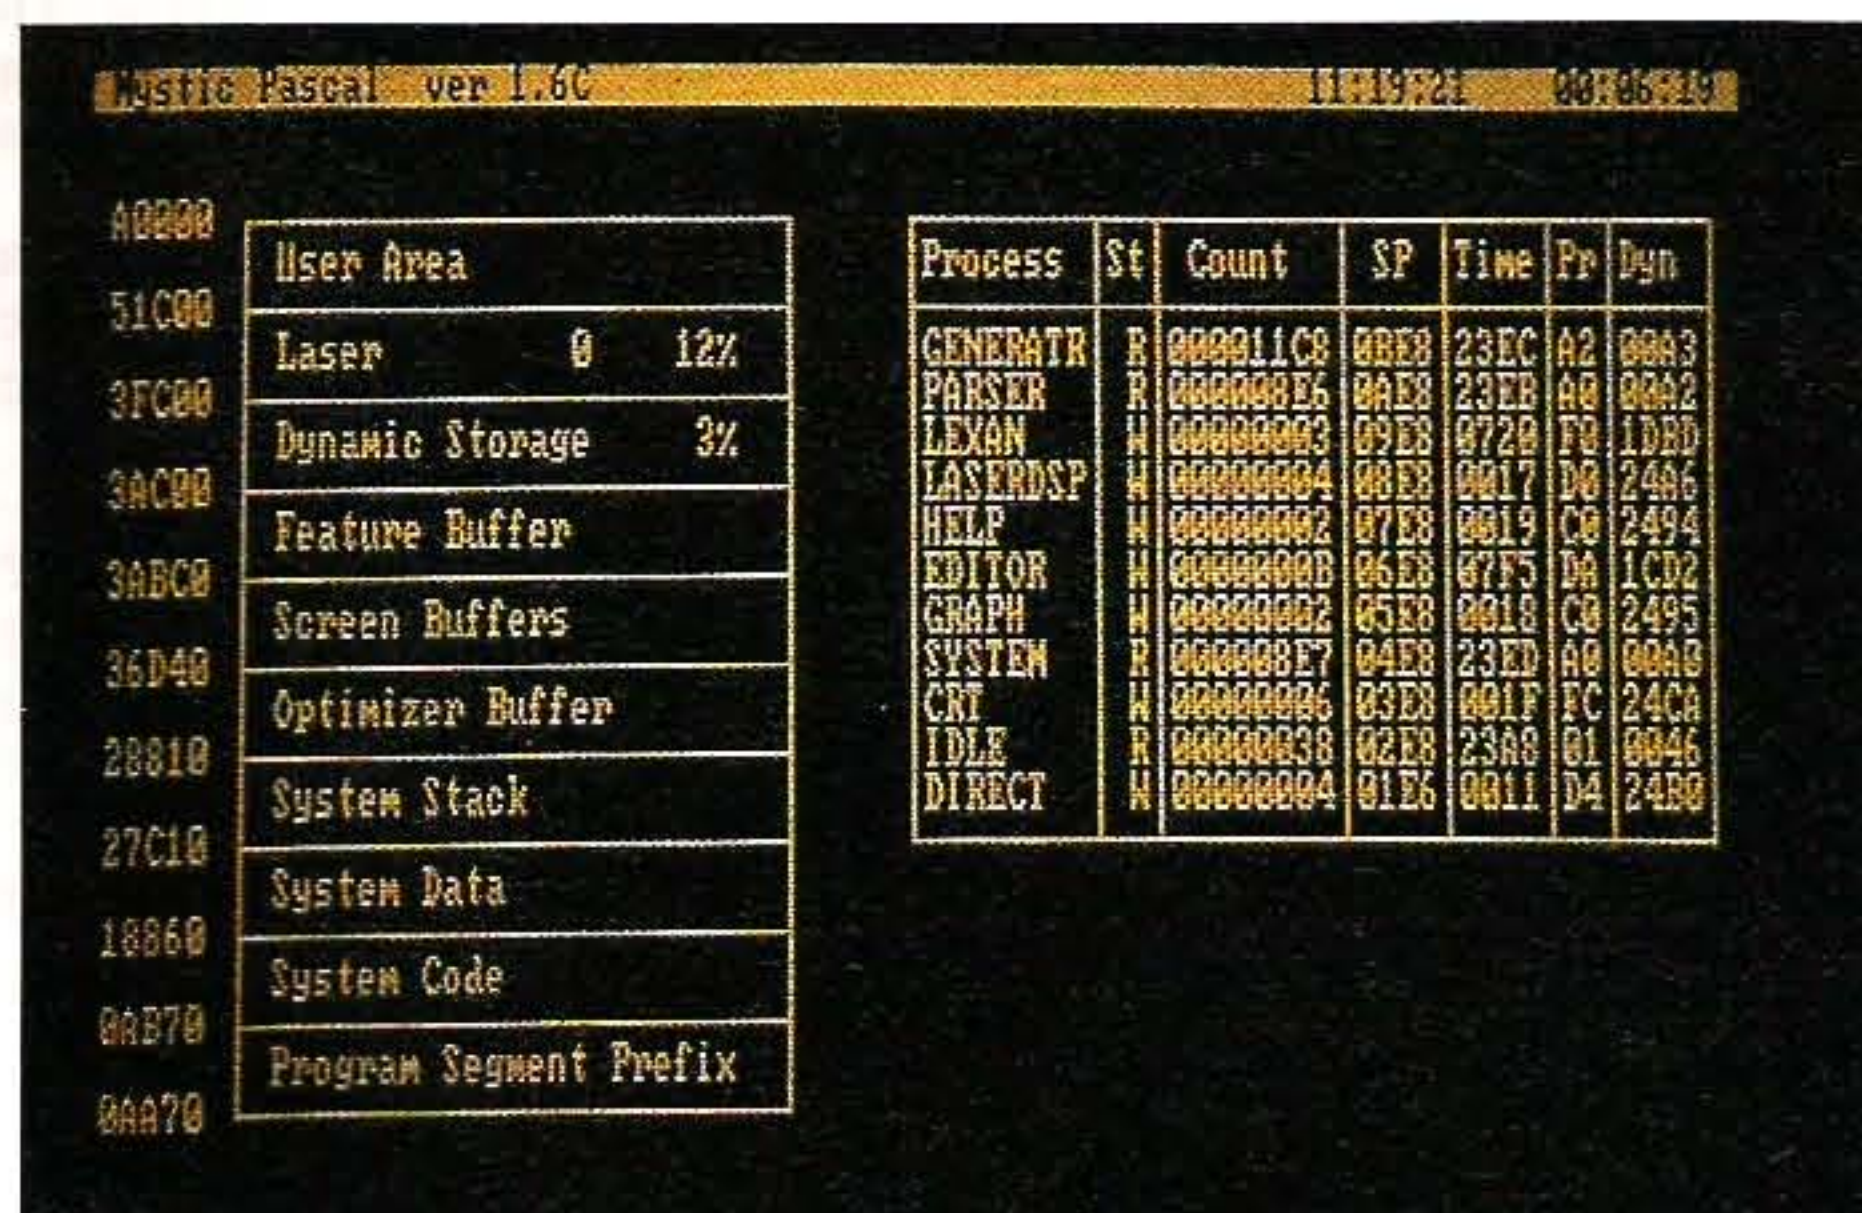 Mystic Pascal ver 1.6C 11:19:21 00:06:19
A0000
User Area
51C00
Laser 0 12%
3FC00
Dynamic Storage 3%
3AC00
Feature Buffer
3ABC0
Screen Buffers
36D40
Optimizer Buffer
28810
System Stack
27C10
System Data
18860
System Code
0AB70
Program Segment Prefix
0AA70
Process St Count SP Time Pr Dyn
GENERATR R 000011C8 0BE8 23EC A2 00A3
PARSER R 000008E6 0AE8 23EB A0 00A2
LEXAN W 00000003 09E8 0720 F0 1DBD
LASERDSP W 00000004 08E8 0017 D0 24A6
HELP W 00000002 07E8 0019 C0 2494
EDITOR W 0000000B 06E8 07F5 DA 1CD2
GRAPH W 00000002 05E8 0018 C0 2495
SYSTEM R 000008E7 04E8 23ED A0 00A0
CRT W 00000006 03E8 001F FC 24CA
IDLE R 00000038 02E8 23A8 01 0046
DIRECT W 00000004 01E6 0011 D4 24B0